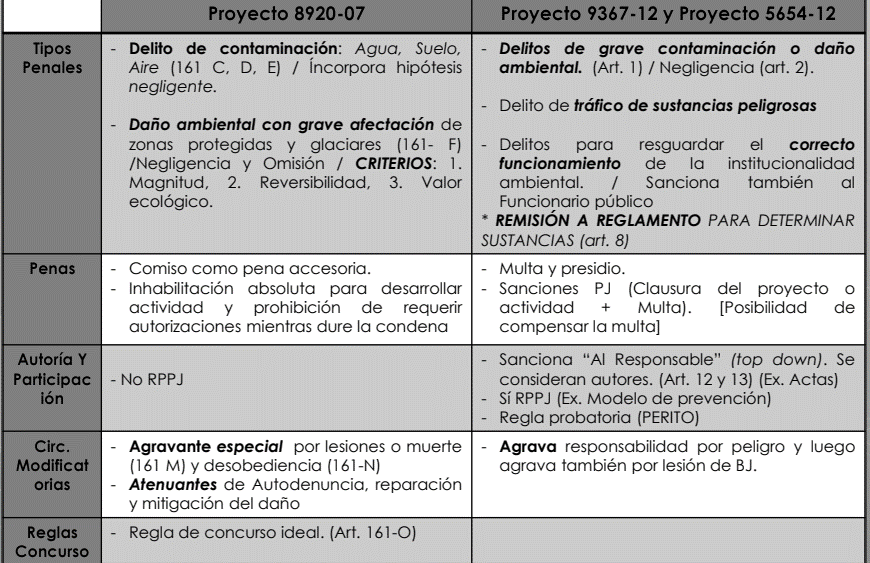 Proyecto 8920-07
Proyecto 9367-12 y Proyecto 5654-12
Tipos
Penales
- Delito de contaminación: Agua, Suelo,
Aire (161 C, D, E) / Íncorpora hipótesis
negligente.
- Daño ambiental con grave afectación de
zonas protegidas y glaciares (161- F)
/Negligencia y Omisión / CRITERIOS: 1.
Magnitud, 2. Reversibilidad, 3. Valor
ecológico.
- Delitos de grave contaminación o daño
ambiental. (Art. 1) / Negligencia (art. 2).
- Delito de tráfico de sustancias peligrosas
- Delitos para resguardar el correcto
funcionamiento de la institucionalidad
ambiental. / Sanciona también al
Funcionario público
* REMISIÓN A REGLAMENTO PARA DETERMINAR
SUSTANCIAS (art. 8)
Penas
- Comiso como pena accesoria.
- Inhabilitación absoluta para desarrollar
actividad y prohibición de requerir
autorizaciones mientras dure la condena
- Multa y presidio.
- Sanciones PJ (Clausura del proyecto o
actividad + Multa). [Posibilidad de
compensar la multa]
Autoría Y
Participac
ión
- No RPPJ
- Sanciona “Al Responsable” (top down). Se
consideran autores. (Art. 12 y 13) (Ex. Actas)
- Sí RPPJ (Ex. Modelo de prevención)
- Regla probatoria (PERITO)
Circ.
Modificat
orias
- Agravante especial por lesiones o muerte
(161 M) y desobediencia (161-N)
- Atenuantes de Autodenuncia, reparación
y mitigación del daño
- Agrava responsabilidad por peligro y luego
agrava también por lesión de BJ.
Reglas
Concurso
- Regla de concurso ideal. (Art. 161-O)